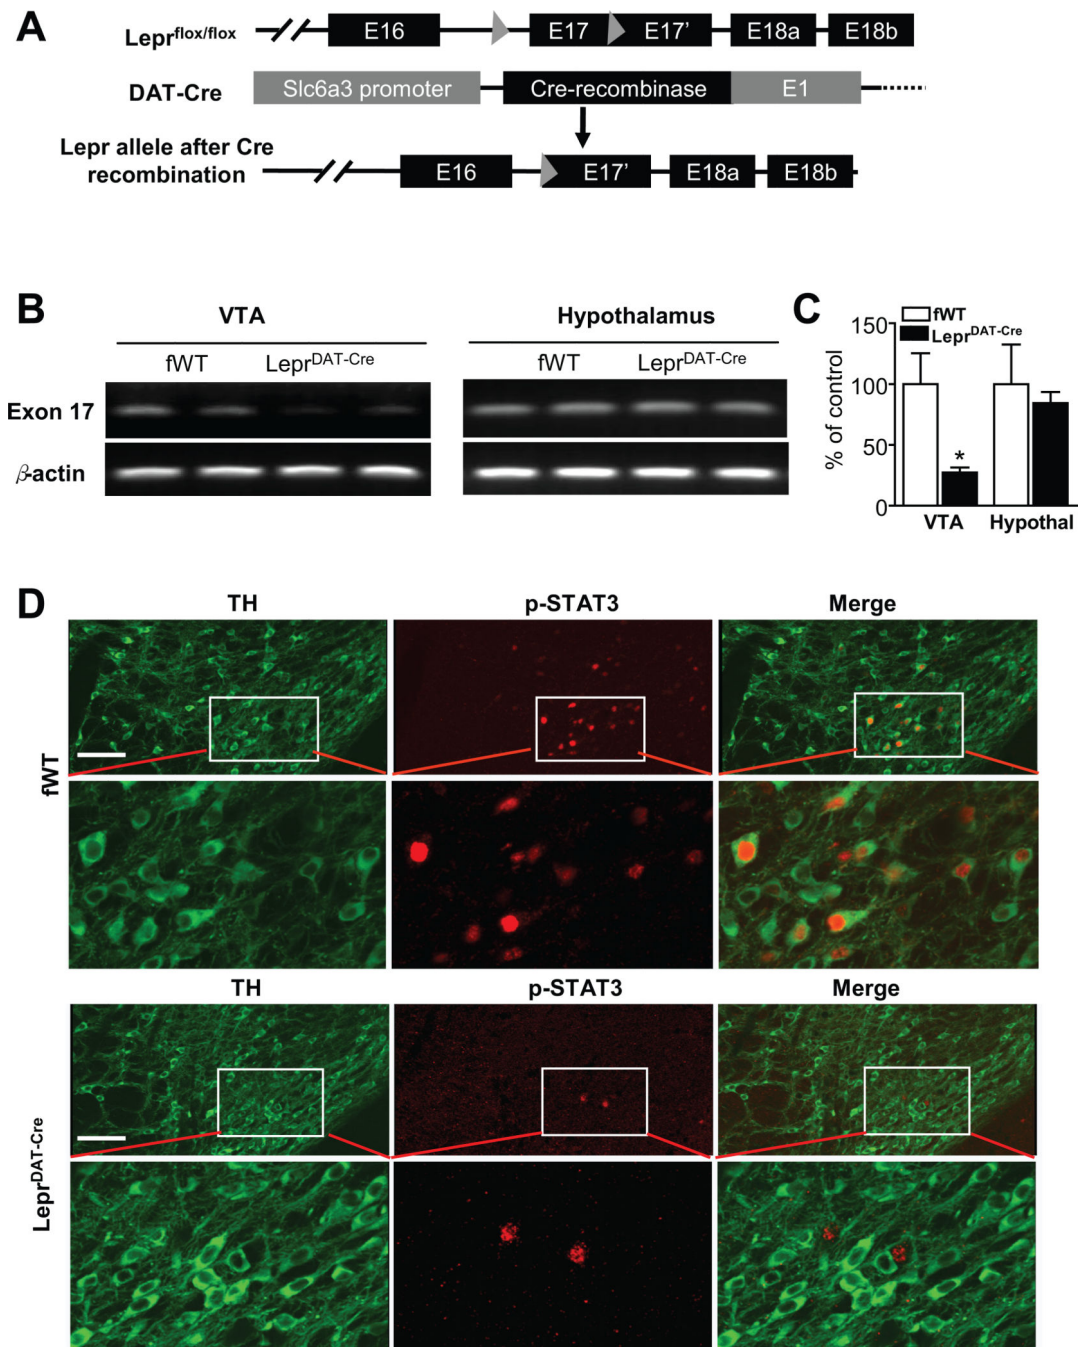 A
Lepr^flox/flox
E16 E17 E17' E18a E18b
DAT-Cre
Slc6a3 promoter Cre-recombinase E1
Lepr allele after Cre
recombination
E16 E17' E18a E18b
B
VTA Hypothalamus
fWT Lepr^DAT-Cre fWT Lepr^DAT-Cre
Exon 17
β-actin
C
fWT
Lepr^DAT-Cre
% of control
150
100
50
0
*
VTA Hypothal
D
TH p-STAT3 Merge
fWT
TH p-STAT3 Merge
Lepr^DAT-Cre